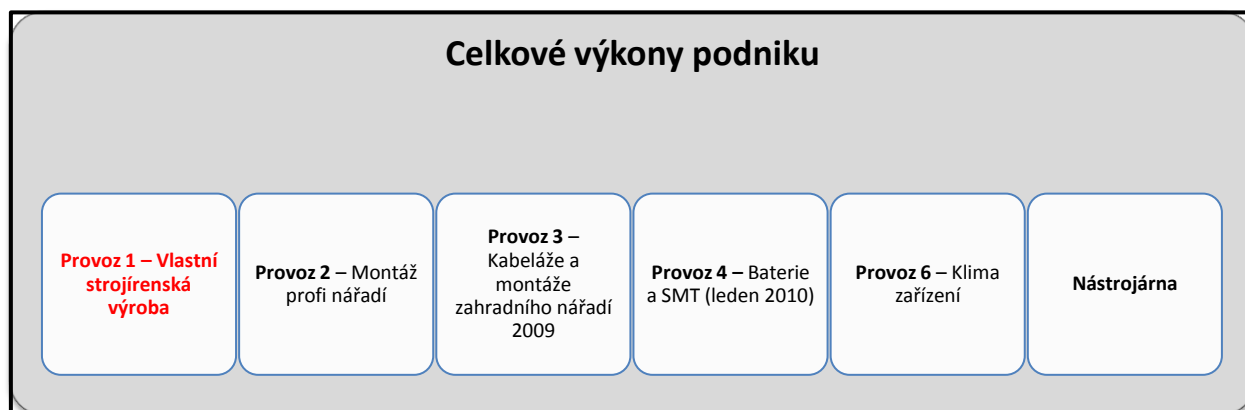 Celkové výkony podniku
Provoz 1 – Vlastní
strojírenská
výroba
Provoz 2 – Montáž
profi nářadí
Provoz 3 –
Kabeláže a
montáže
zahradního nářadí
2009
Provoz 4 – Baterie
a SMT (leden 2010)
Provoz 6 – Klima
zařízení
Nástrojárna